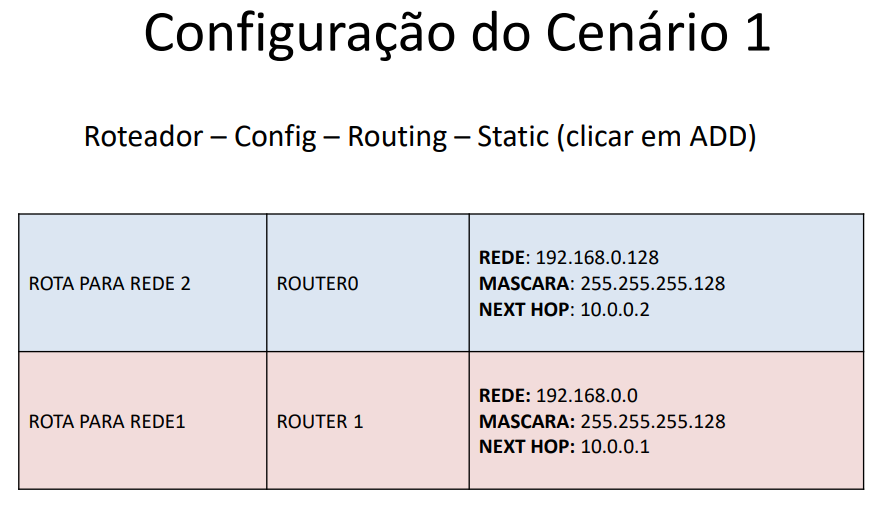 Configuração do Cenário 1
Roteador – Config – Routing – Static (clicar em ADD)
ROTA PARA REDE 2
ROUTER0
REDE: 192.168.0.128
MASCARA: 255.255.255.128
NEXT HOP: 10.0.0.2
ROTA PARA REDE1
ROUTER 1
REDE: 192.168.0.0
MASCARA: 255.255.255.128
NEXT HOP: 10.0.0.1